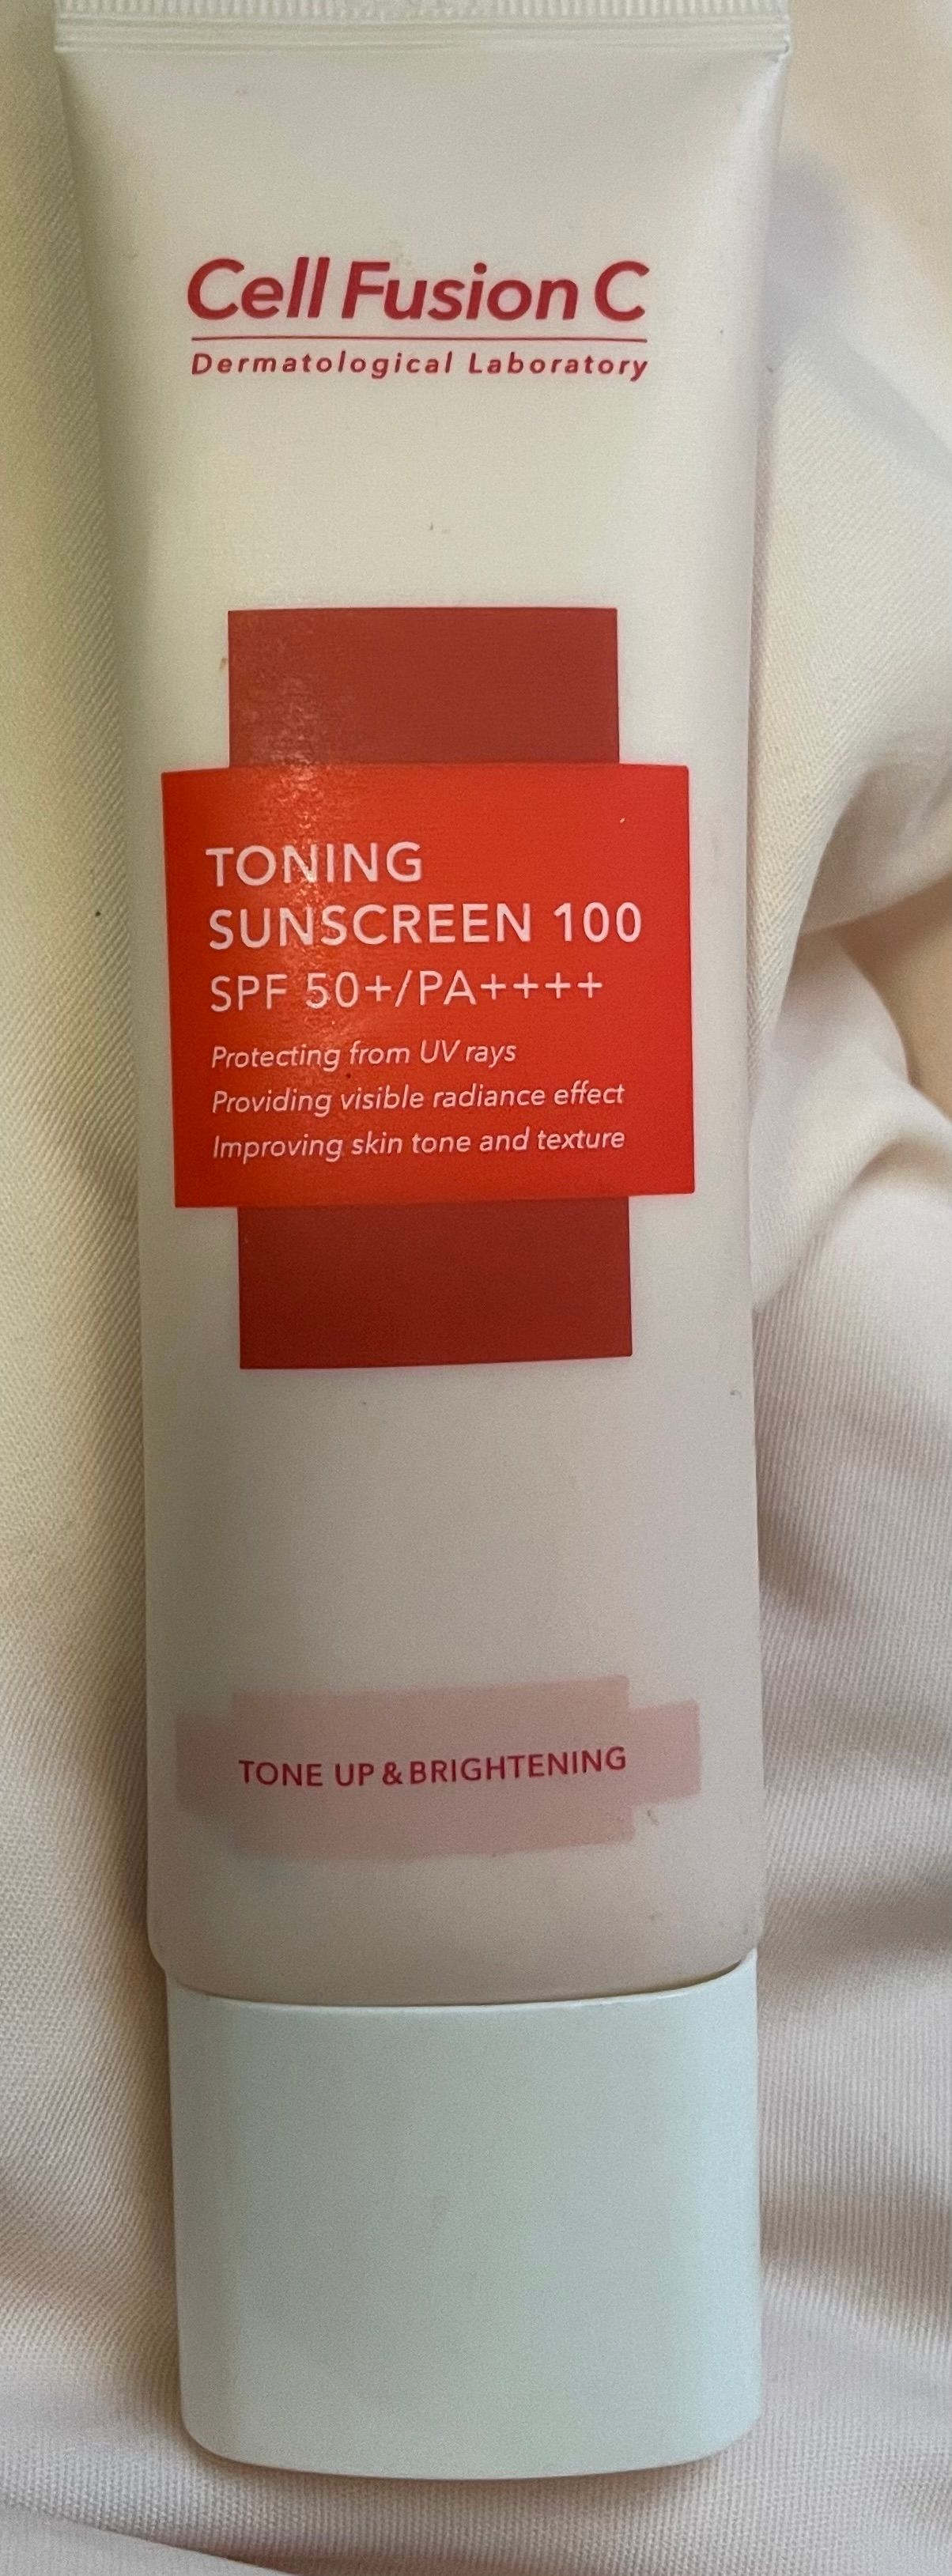 Cell Fusion C
Dermatological Laboratory
TONING
SUNSCREEN 100
SPF 50+/PA++++
Protecting from UV rays
Providing visible radiance effect
Improving skin tone and texture
TONE UP & BRIGHTENING